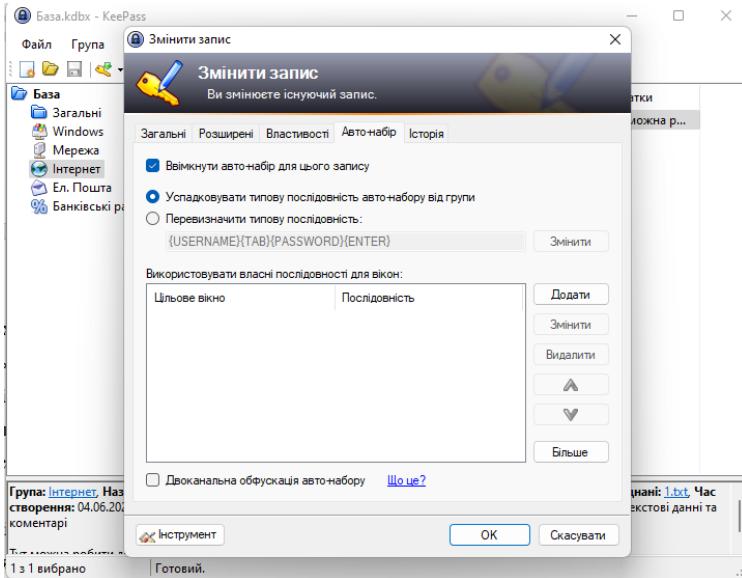 База.kdbx - KeePass
Файл Група
База
Загальні
Windows
Мережа
Інтернет
Ел. Пошта
Банківські
Змінити запис
Змінити запис
Ви змінюєте існуючий запис.
Загальні Розширені Властивості Авто-набір Історія
Ввімкнути авто-набір для цього запису
Успадковувати типову послідовність авто-набору від групи
Перевизначити типову послідовність:
{USERNAME}{TAB}{PASSWORD}{ENTER} Змінити
Використовувати власні послідовності для вікон:
Цільове вікно Послідовність
Додати
Змінити
Видалити
Більше
Двоканальна обфускація авто-набору Що це?
Інструмент OK Скасувати
можна р...
Група: Інтернет, Наз
створення: 04.06.202
коментарі
1.txt, Час
данні та
1 з 1 вибрано Готовий.